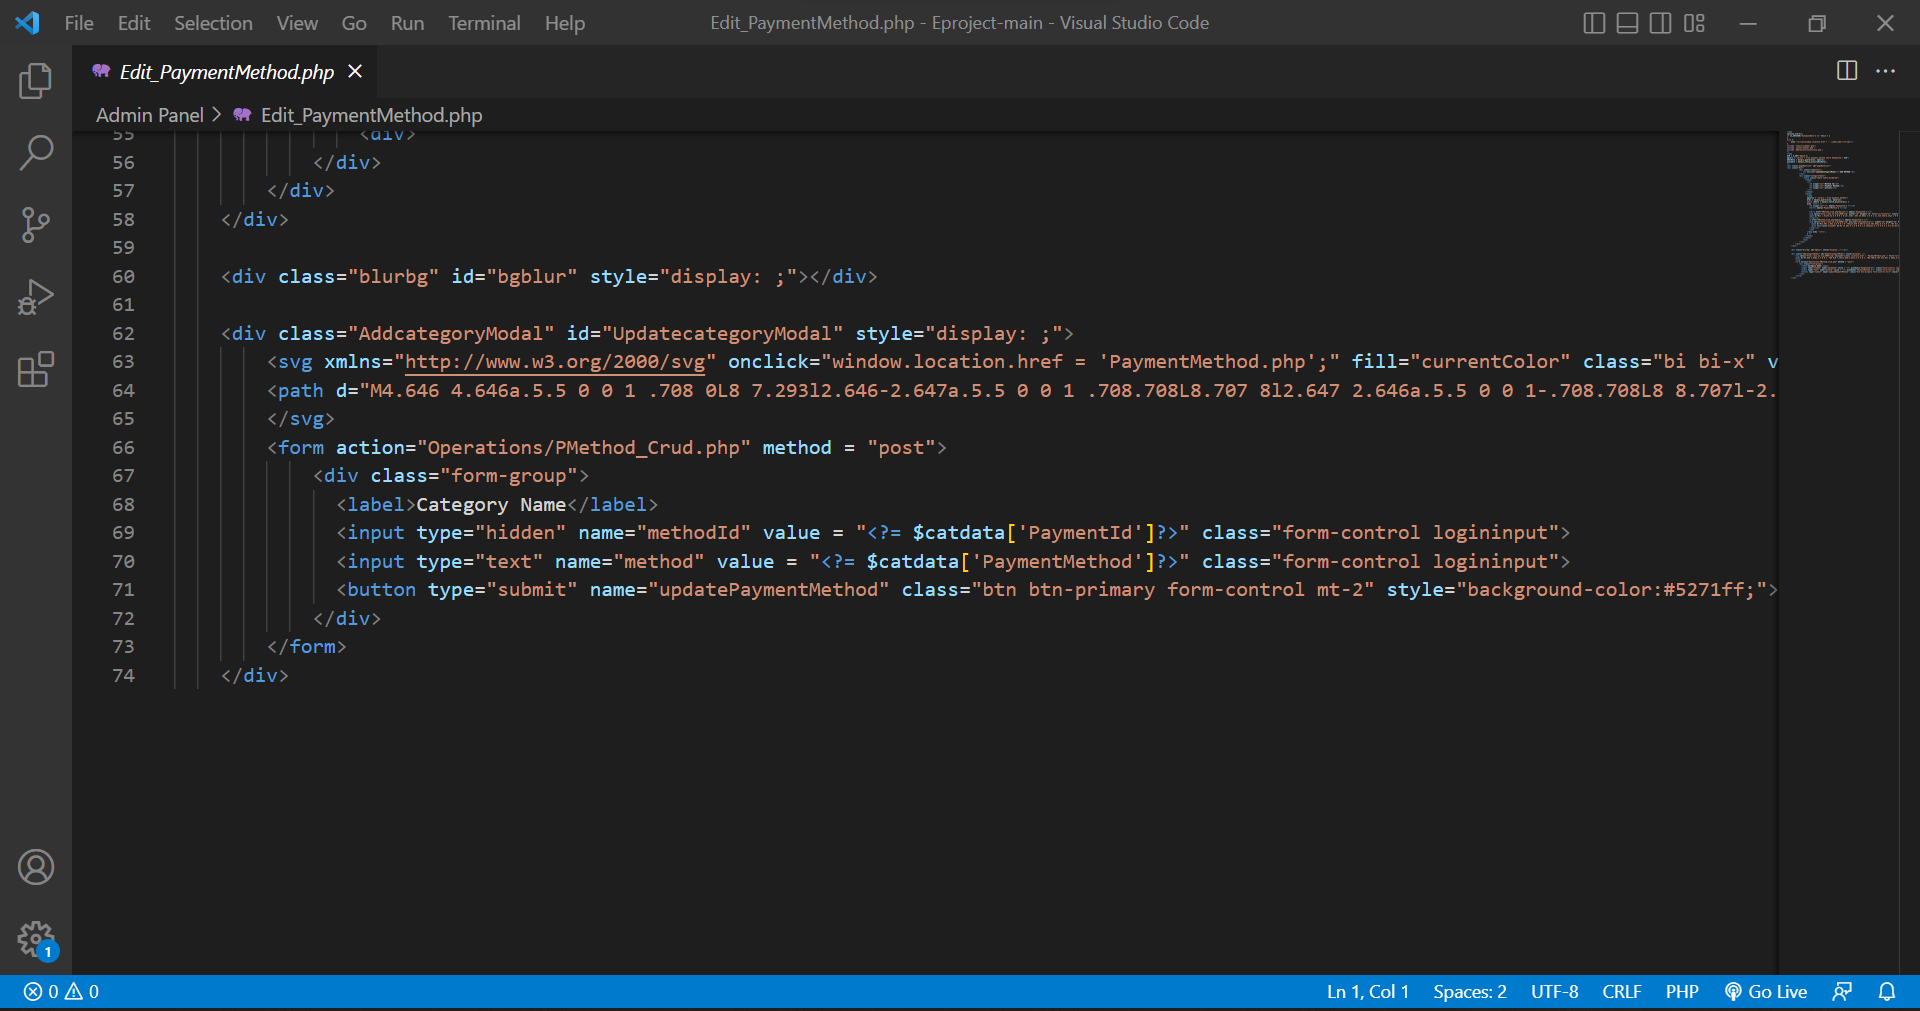 File Edit Selection View Go Run Terminal Help Edit_PaymentMethod.php - Eproject-main - Visual Studio Code
Edit_PaymentMethod.php
Admin Panel > Edit_PaymentMethod.php
55 <div>
56 </div>
57 </div>
58 </div>
59
60 <div class="blurbg" id="bgblur" style="display: ;"></div>
61
62 <div class="AddcategoryModal" id="UpdatecategoryModal" style="display: ;">
63 <svg xmlns="http://www.w3.org/2000/svg" onclick="window.location.href = 'PaymentMethod.php';" fill="currentColor" class="bi bi-x" v
64 <path d="M4.646 4.646a.5.5 0 0 1 .708 0L8 7.293l2.646-2.647a.5.5 0 0 1 .708.708L8.707 8l2.647 2.646a.5.5 0 0 1-.708.708L8 8.707l-2.
65 </svg>
66 <form action="Operations/PMethod_Crud.php" method = "post">
67 <div class="form-group">
68 <label>Category Name</label>
69 <input type="hidden" name="methodId" value = "<?= $catdata['PaymentId']?>" class="form-control logininput">
70 <input type="text" name="method" value = "<?= $catdata['PaymentMethod']?>" class="form-control logininput">
71 <button type="submit" name="updatePaymentMethod" class="btn btn-primary form-control mt-2" style="background-color:#5271ff;">
72 </div>
73 </form>
74 </div>
1
0 0 Ln 1, Col 1 Spaces: 2 UTF-8 CRLF PHP Go Live